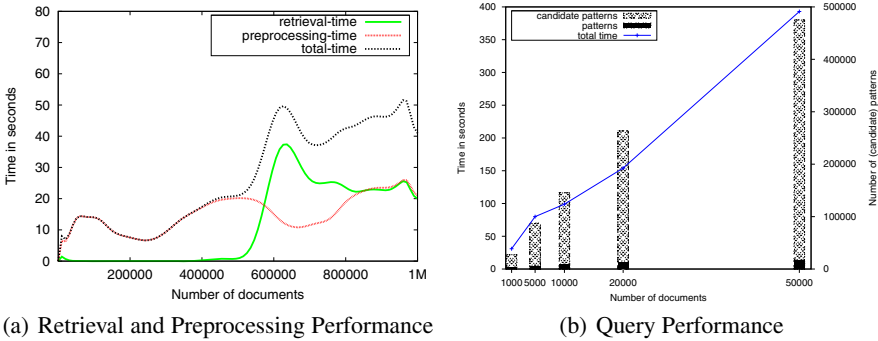 80
70
60
50
40
30
20
10
0
Time in seconds
retrieval-time
preprocessing-time
total-time
200000 400000 600000 800000 1M
Number of documents
(a) Retrieval and Preprocessing Performance
400
350
300
250
200
150
100
50
0
Time in seconds
candidate patterns
patterns
total time
500000
400000
300000
200000
100000
0
Number of (candidate) patterns
1000 5000 10000 20000 50000
Number of documents
(b) Query Performance